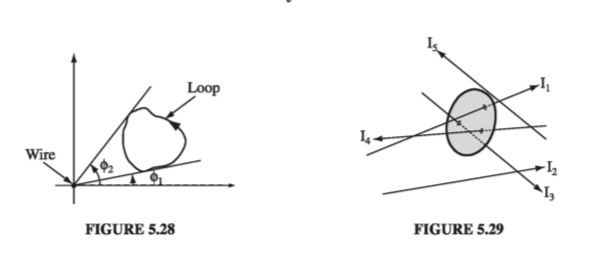 Loop
Wire
ϕ₂
ϕ₁
FIGURE 5.28
I₅
I₁
I₄
I₂
I₃
FIGURE 5.29